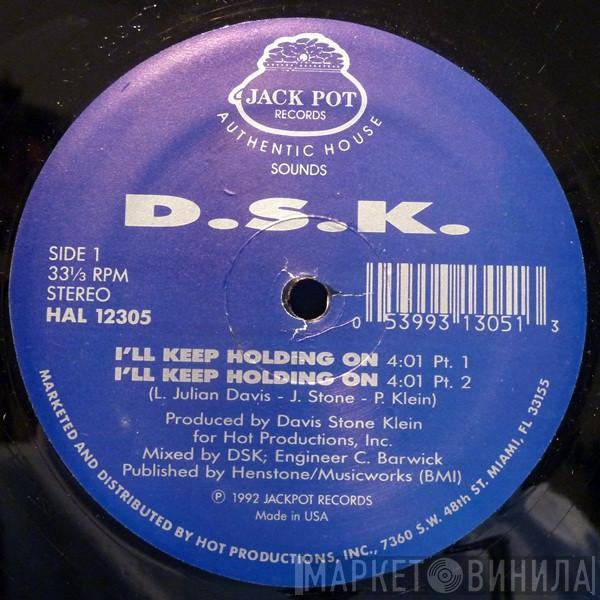 JACK POT
RECORDS
AUTHENTIC HOUSE
SOUNDS
D.S.K.
SIDE 1
33⅓ RPM
STEREO
HAL 12305
0 53993 13051 3
I'LL KEEP HOLDING ON 4:01 Pt. 1
I'LL KEEP HOLDING ON 4:01 Pt. 2
(L. Julian Davis - J. Stone - P. Klein)
Produced by Davis Stone Klein
for Hot Productions, Inc.
Mixed by DSK; Engineer C. Barwick
Published by Henstone/Musicworks (BMI)
℗ 1992 JACKPOT RECORDS
Made in USA
MARKETED AND DISTRIBUTED BY HOT PRODUCTIONS, INC., 7360 S.W. 48th ST. MIAMI, FL 33155
МАРКЕТ ВИНИЛА